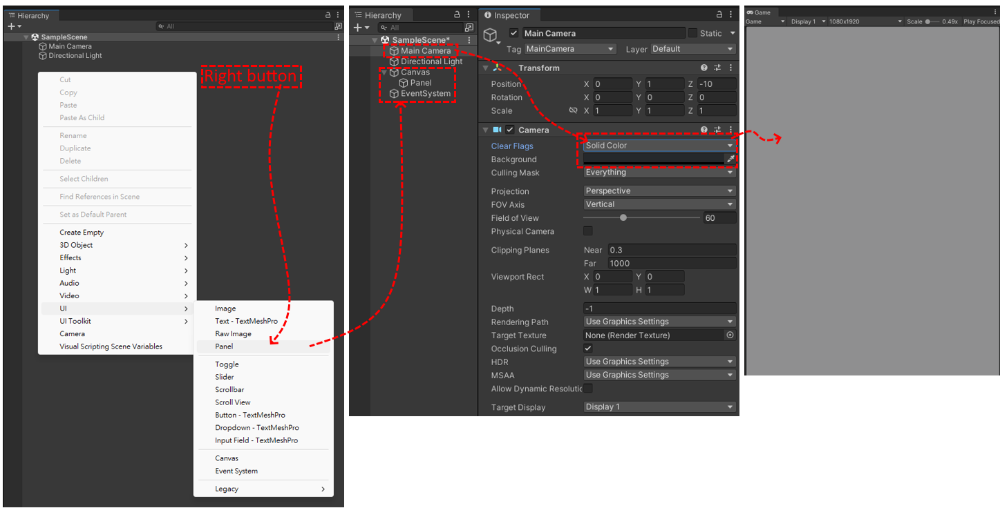 Hierarchy
All
SampleScene
Main Camera
Directional Light
Right button
Cut
Copy
Paste
Paste As Child
Rename
Duplicate
Delete
Select Children
Find References in Scene
Set as Default Parent
Create Empty
3D Object
Effects
Light
Audio
Video
UI
UI Toolkit
Camera
Visual Scripting Scene Variables
Image
Text - TextMeshPro
Raw Image
Panel
Toggle
Slider
Scrollbar
Scroll View
Button - TextMeshPro
Dropdown - TextMeshPro
Input Field - TextMeshPro
Canvas
Event System
Legacy
Hierarchy
All
SampleScene*
Main Camera
Directional Light
Canvas
Panel
EventSystem
Inspector
Main Camera Static
Tag MainCamera Layer Default
Transform
Position X 0 Y 1 Z -10
Rotation X 0 Y 0 Z 0
Scale X 1 Y 1 Z 1
Camera
Clear Flags Solid Color
Background
Culling Mask Everything
Projection Perspective
FOV Axis Vertical
Field of View 60
Physical Camera
Clipping Planes Near 0.3
Far 1000
Viewport Rect X 0 Y 0
W 1 H 1
Depth -1
Rendering Path Use Graphics Settings
Target Texture None (Render Texture)
Occlusion Culling
HDR Use Graphics Settings
MSAA Use Graphics Settings
Allow Dynamic Resolutic
Target Display Display 1
Game
Game Display 1 1080x1920 Scale 0.49x Play Focused